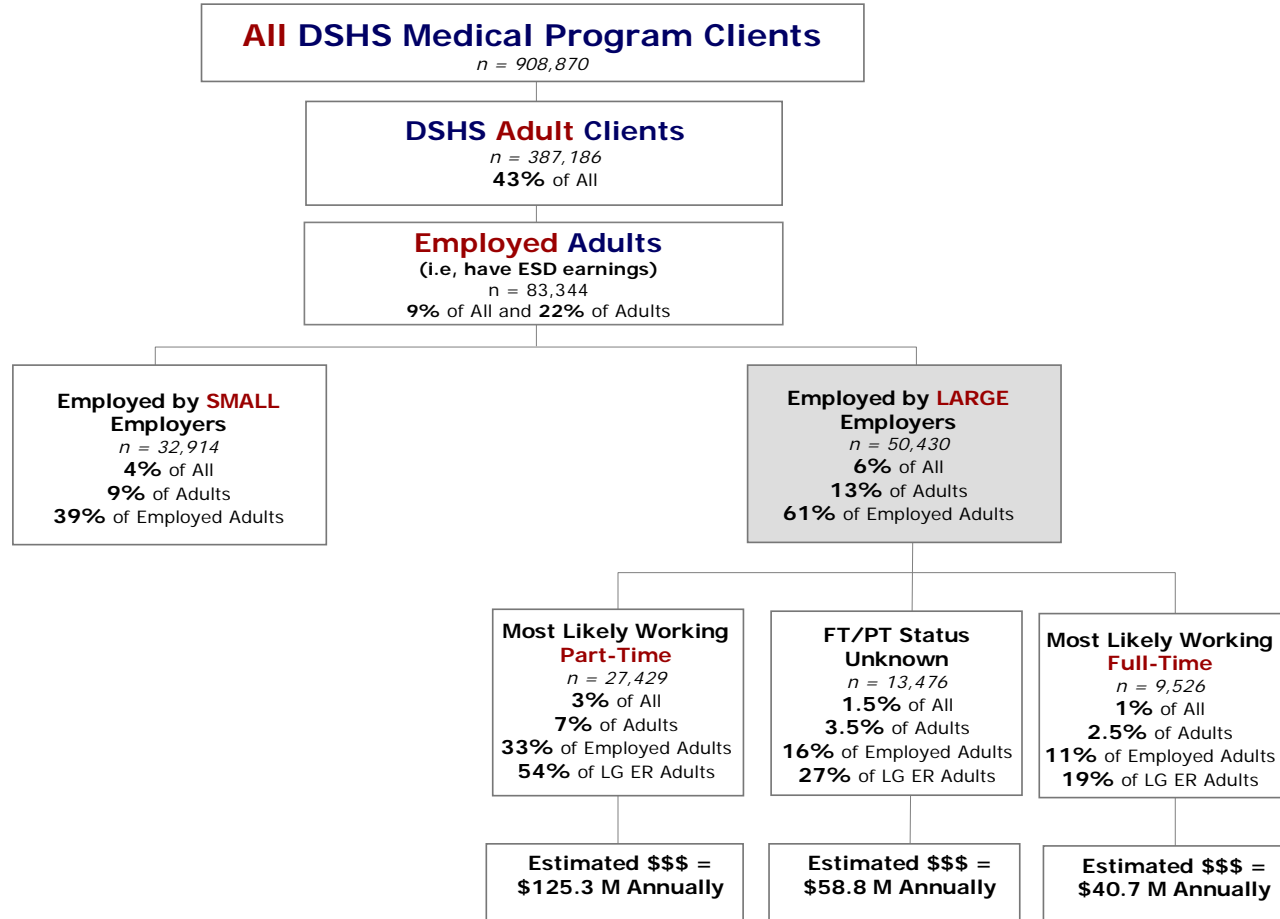 All DSHS Medical Program Clients
n = 908,870
DSHS Adult Clients
n = 387,186
43% of All
Employed Adults
(i.e, have ESD earnings)
n = 83,344
9% of All and 22% of Adults
Employed by SMALL
Employers
n = 32,914
4% of All
9% of Adults
39% of Employed Adults
Employed by LARGE
Employers
n = 50,430
6% of All
13% of Adults
61% of Employed Adults
Most Likely Working
Part-Time
n = 27,429
3% of All
7% of Adults
33% of Employed Adults
54% of LG ER Adults
FT/PT Status
Unknown
n = 13,476
1.5% of All
3.5% of Adults
16% of Employed Adults
27% of LG ER Adults
Most Likely Working
Full-Time
n = 9,526
1% of All
2.5% of Adults
11% of Employed Adults
19% of LG ER Adults
Estimated $$$ =
$125.3 M Annually
Estimated $$$ =
$58.8 M Annually
Estimated $$$ =
$40.7 M Annually